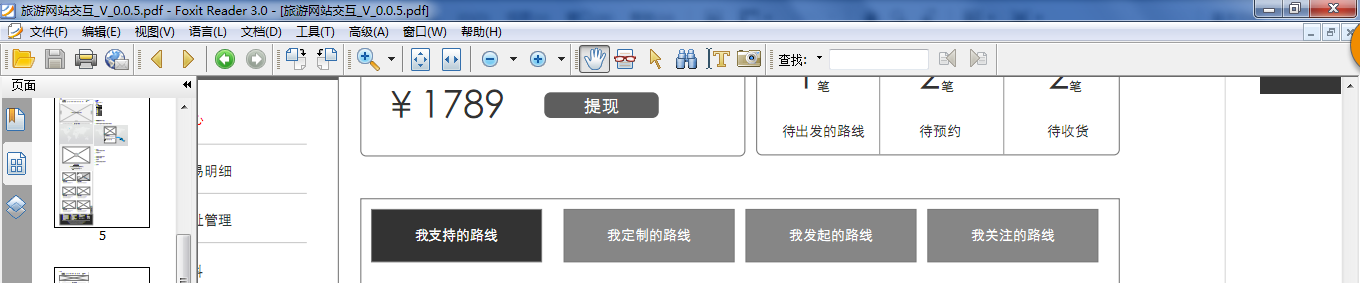 旅游网站交互_V_0.0.5.pdf - Foxit Reader 3.0 - [旅游网站交互_V_0.0.5.pdf]
文件(F) 编辑(E) 视图(V) 语言(L) 文档(D) 工具(T) 高级(A) 窗口(W) 帮助(H)
查找:
页面
5
易明细
址管理
￥1789
提现
1笔 2笔 2笔
待出发的路线 待预约 待收货
我支持的路线 我定制的路线 我发起的路线 我关注的路线